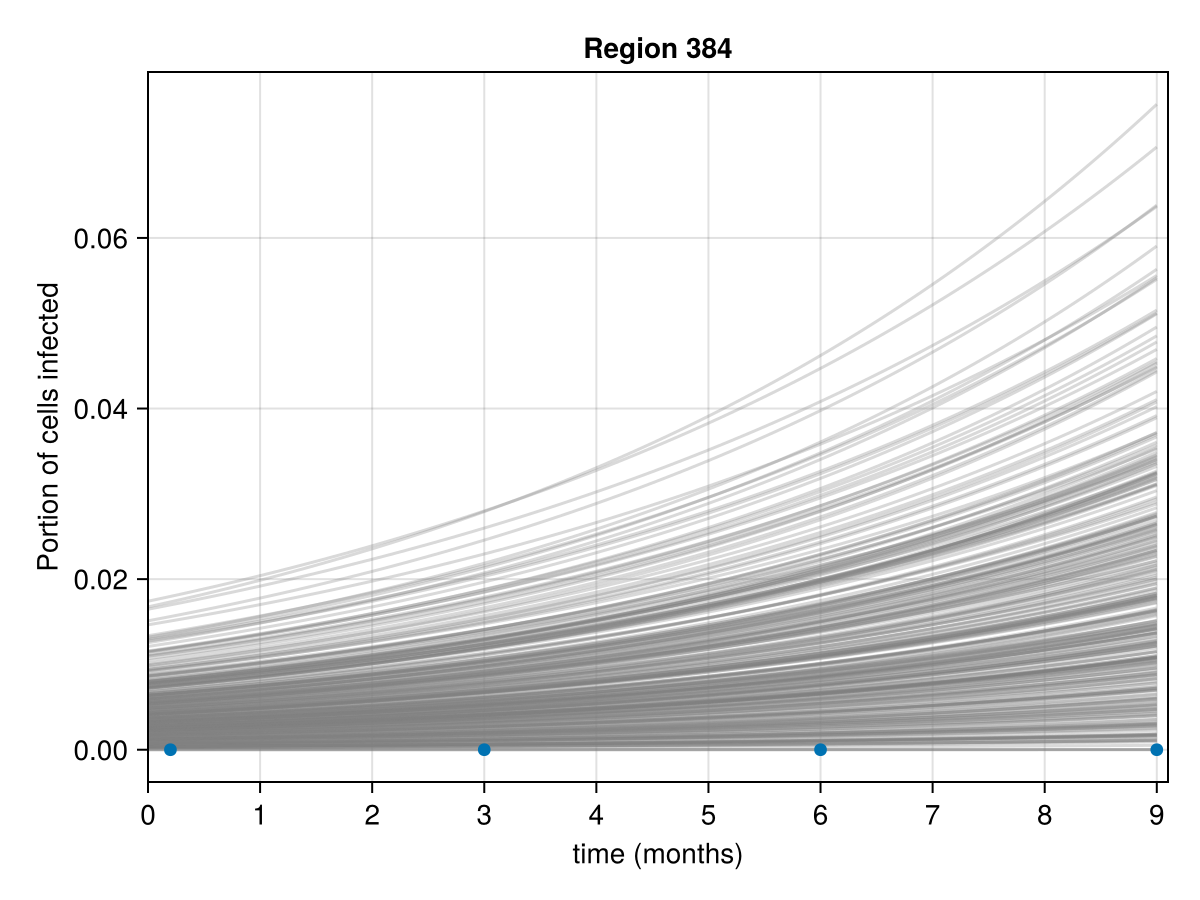 Region 384
Portion of cells infected
0.06
0.04
0.02
0.00
0 1 2 3 4 5 6 7 8 9
time (months)